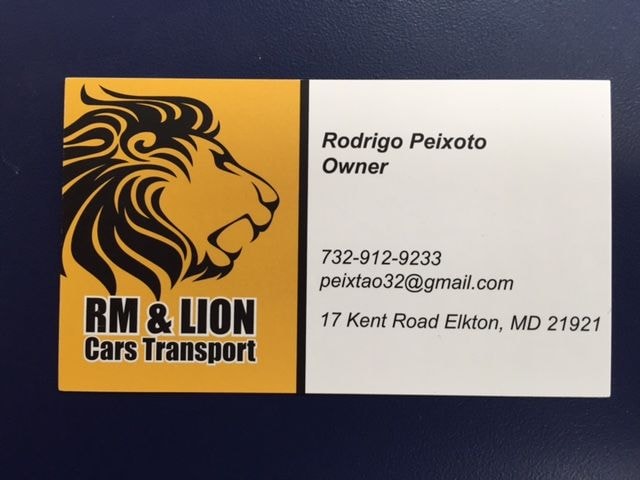 RM & LION
Cars Transport
Rodrigo Peixoto
Owner
732-912-9233
peixtao32@gmail.com
17 Kent Road Elkton, MD 21921